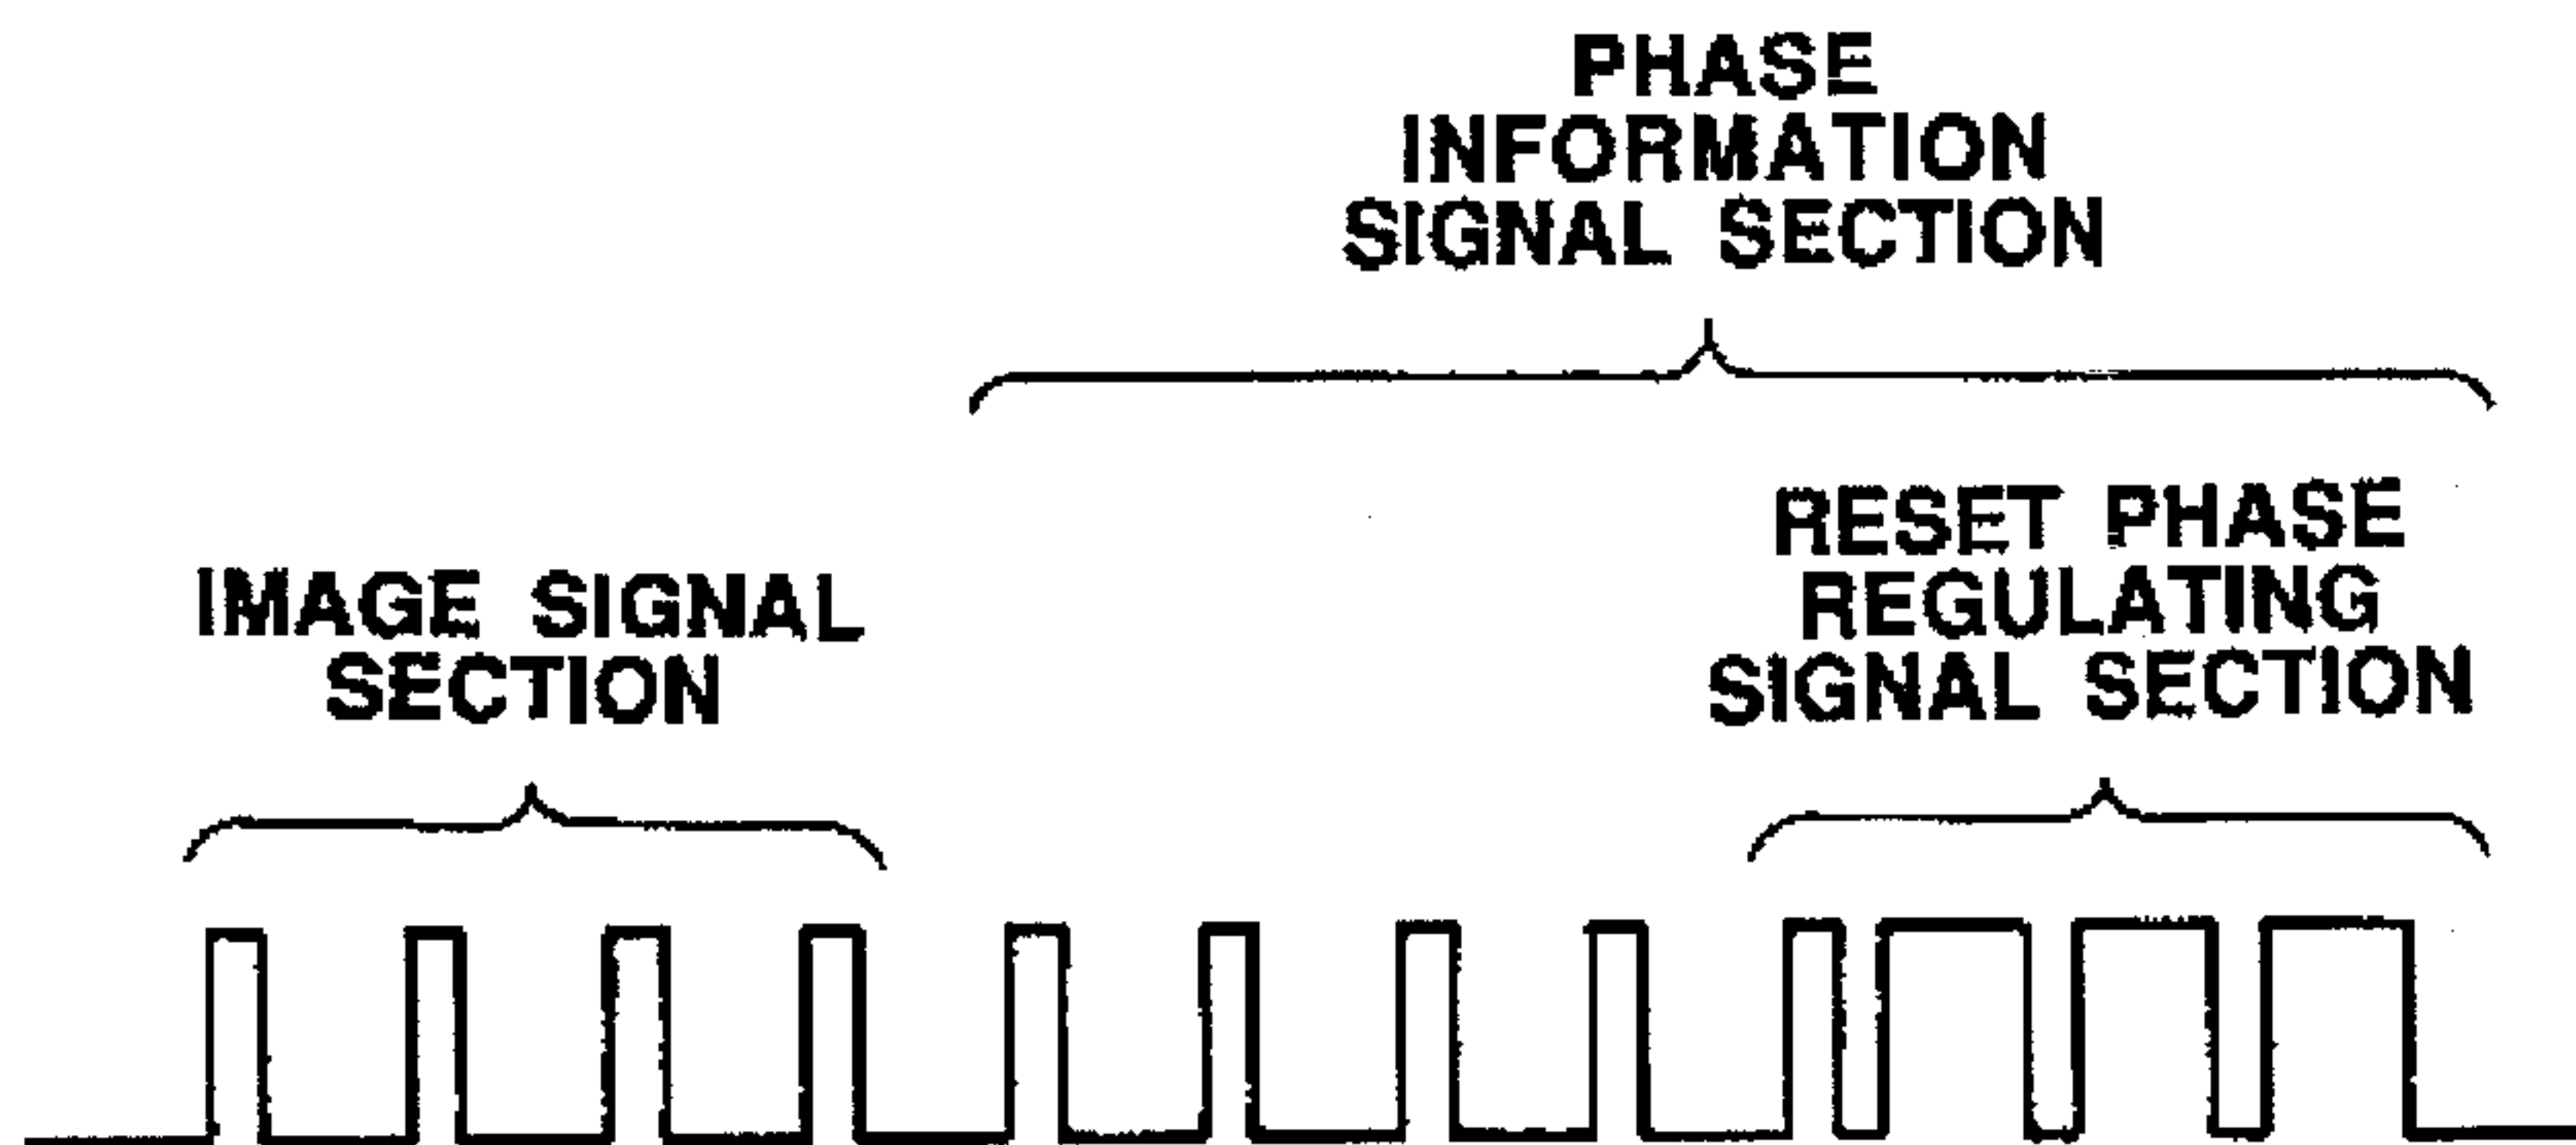 PHASE
INFORMATION
SIGNAL SECTION
IMAGE SIGNAL
SECTION
RESET PHASE
REGULATING
SIGNAL SECTION